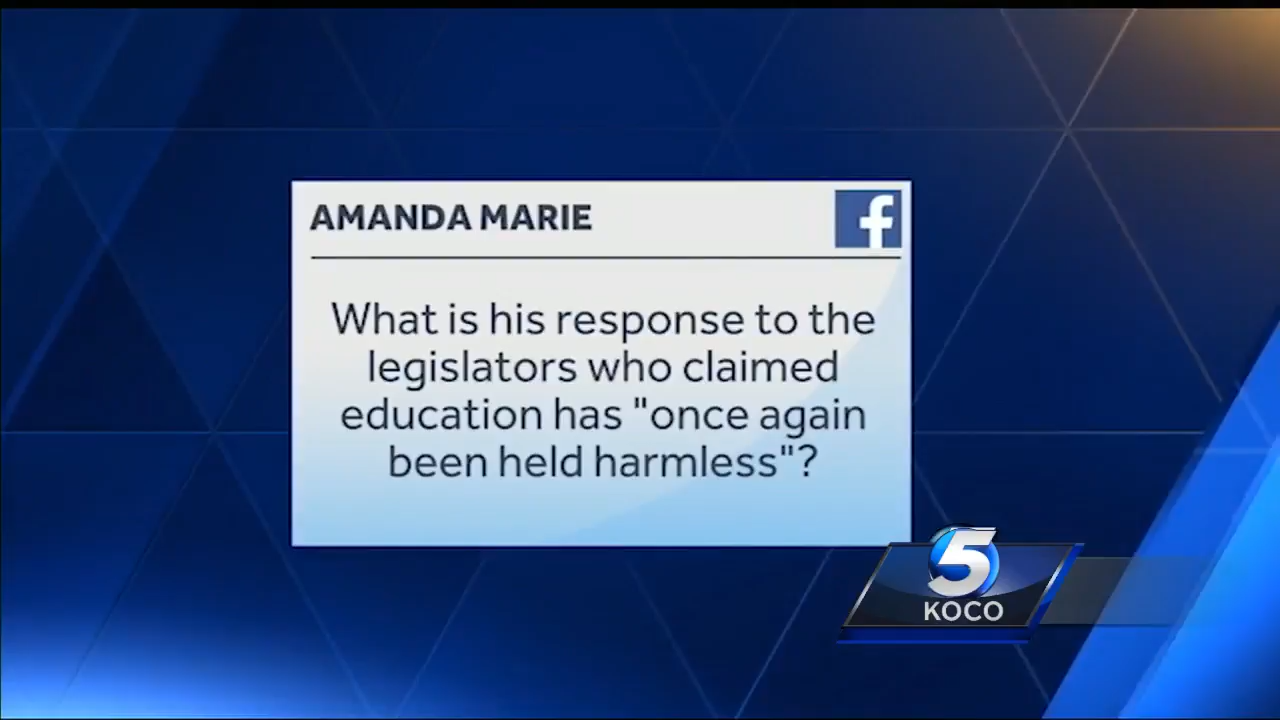 AMANDA MARIE
f
What is his response to the
legislators who claimed
education has "once again
been held harmless"?
5
KOCO